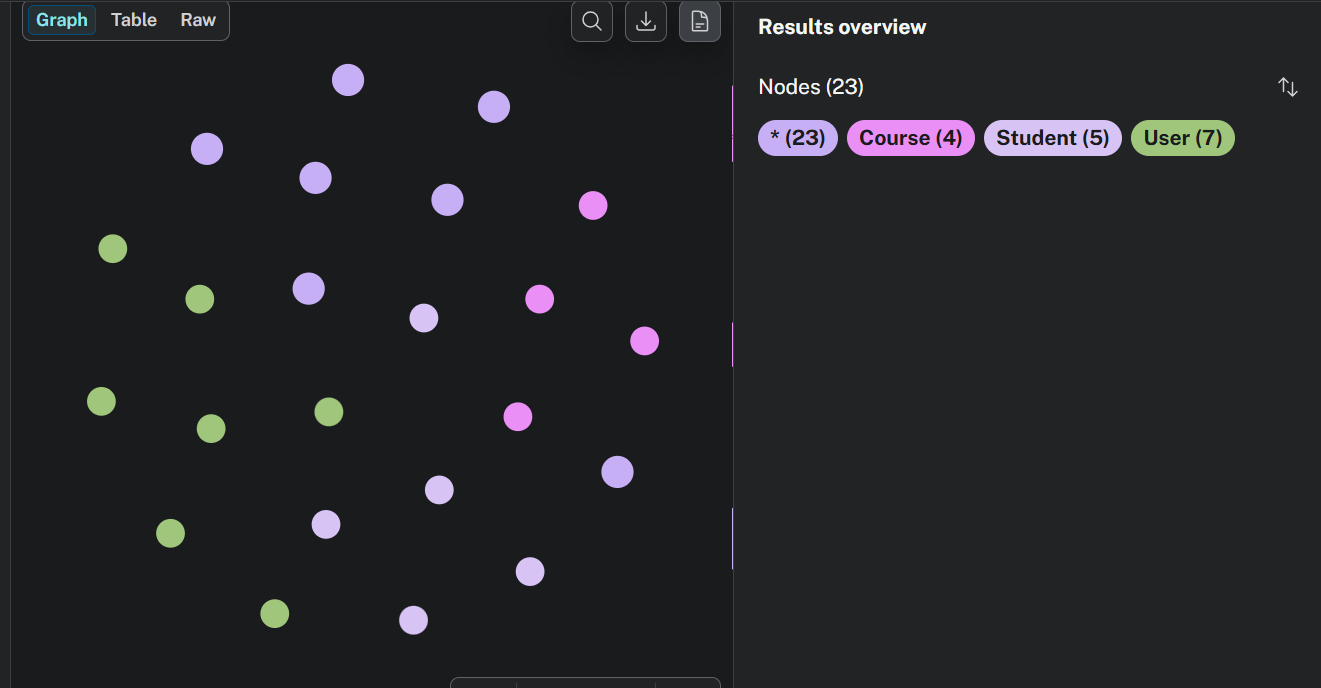 Graph Table Raw
Results overview
Nodes (23)
* (23) Course (4) Student (5) User (7)